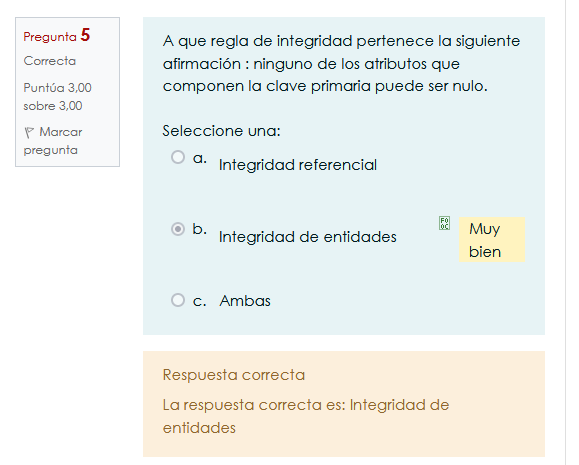 Pregunta 5
Correcta
Puntúa 3,00
sobre 3,00
Marcar
pregunta
A que regla de integridad pertenece la siguiente
afirmación : ninguno de los atributos que
componen la clave primaria puede ser nulo.
Seleccione una:
a. Integridad referencial
b. Integridad de entidades
Muy
bien
c. Ambas
Respuesta correcta
La respuesta correcta es: Integridad de
entidades